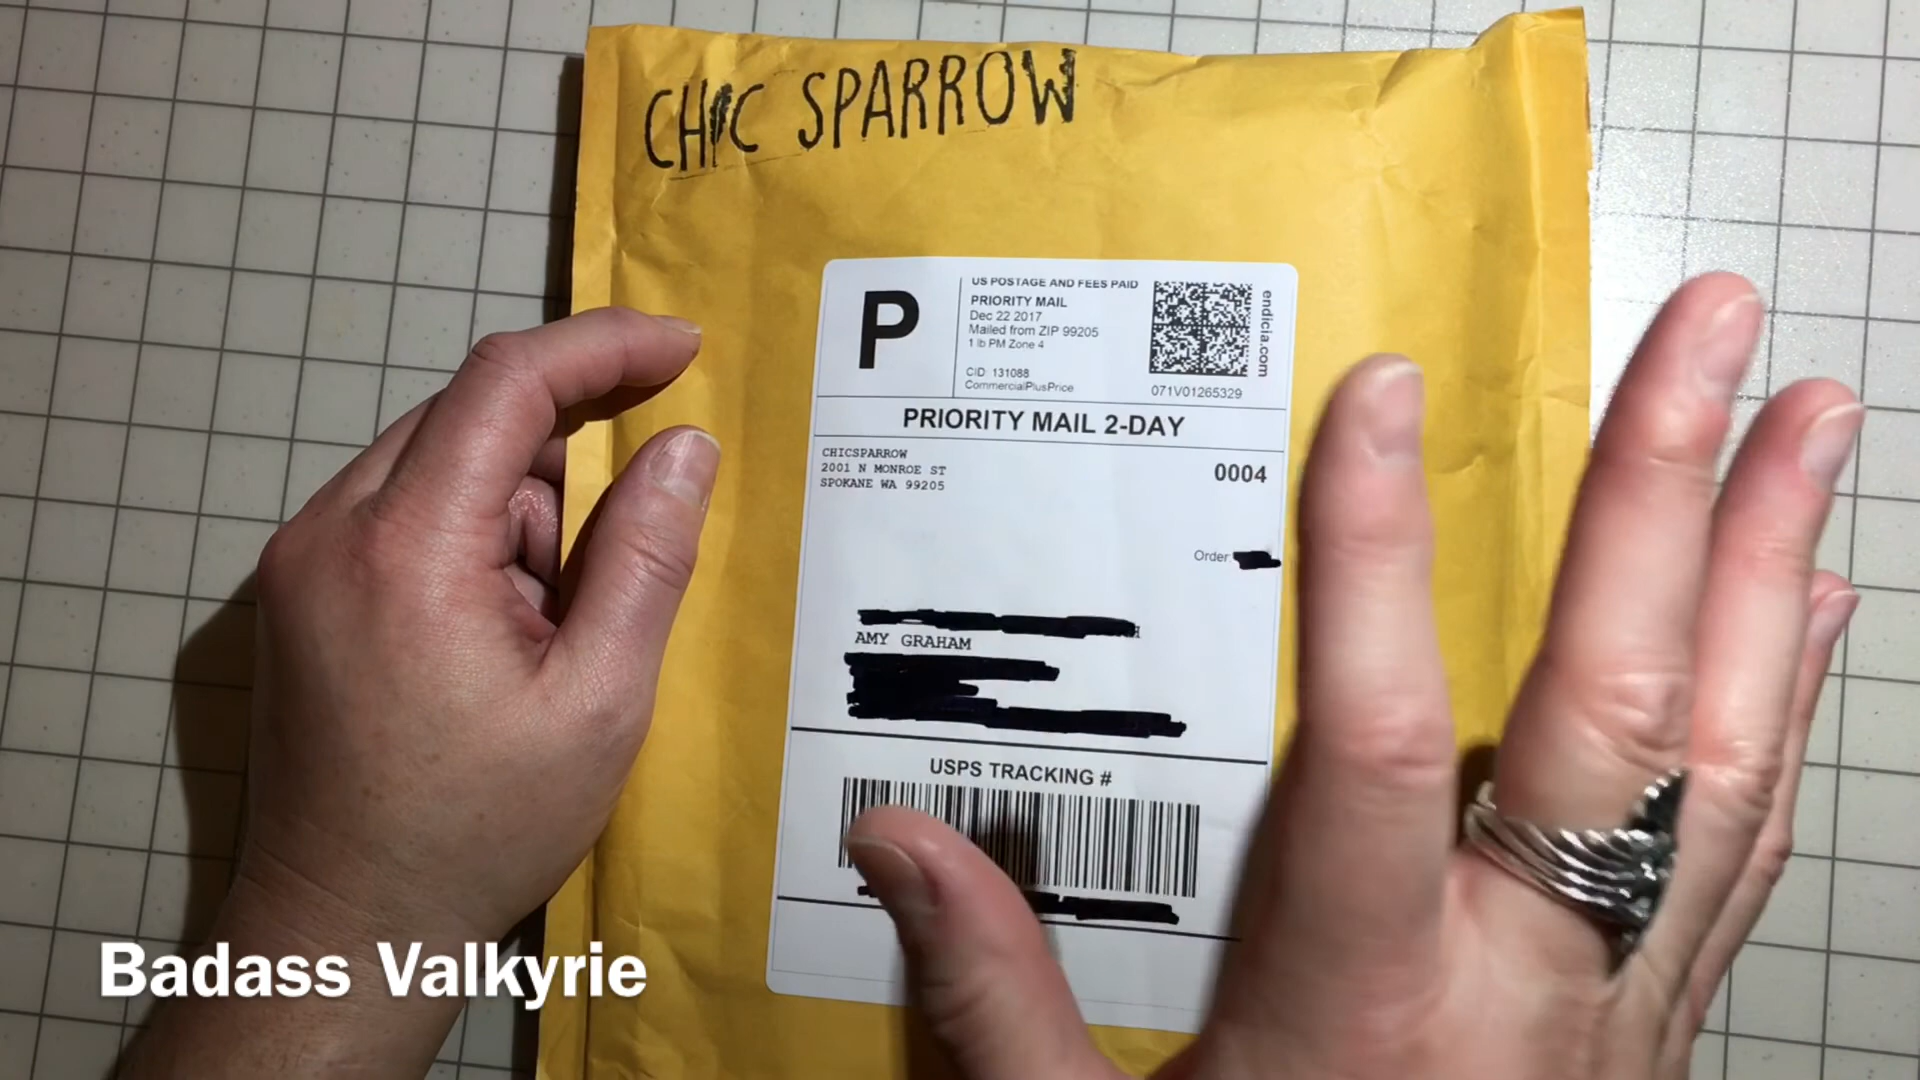 CHIC SPARROW
P
US POSTAGE AND FEES PAID
PRIORITY MAIL
Dec 22 2017
Mailed from ZIP 99205
1 lb PM Zone 4
CID: 131088
CommercialPlusPrice
endicia.com
071V01265329
PRIORITY MAIL 2-DAY
CHICSPARROW
2001 N MONROE ST
SPOKANE WA 99205
0004
Order:
AMY GRAHAM
USPS TRACKING #
Badass Valkyrie